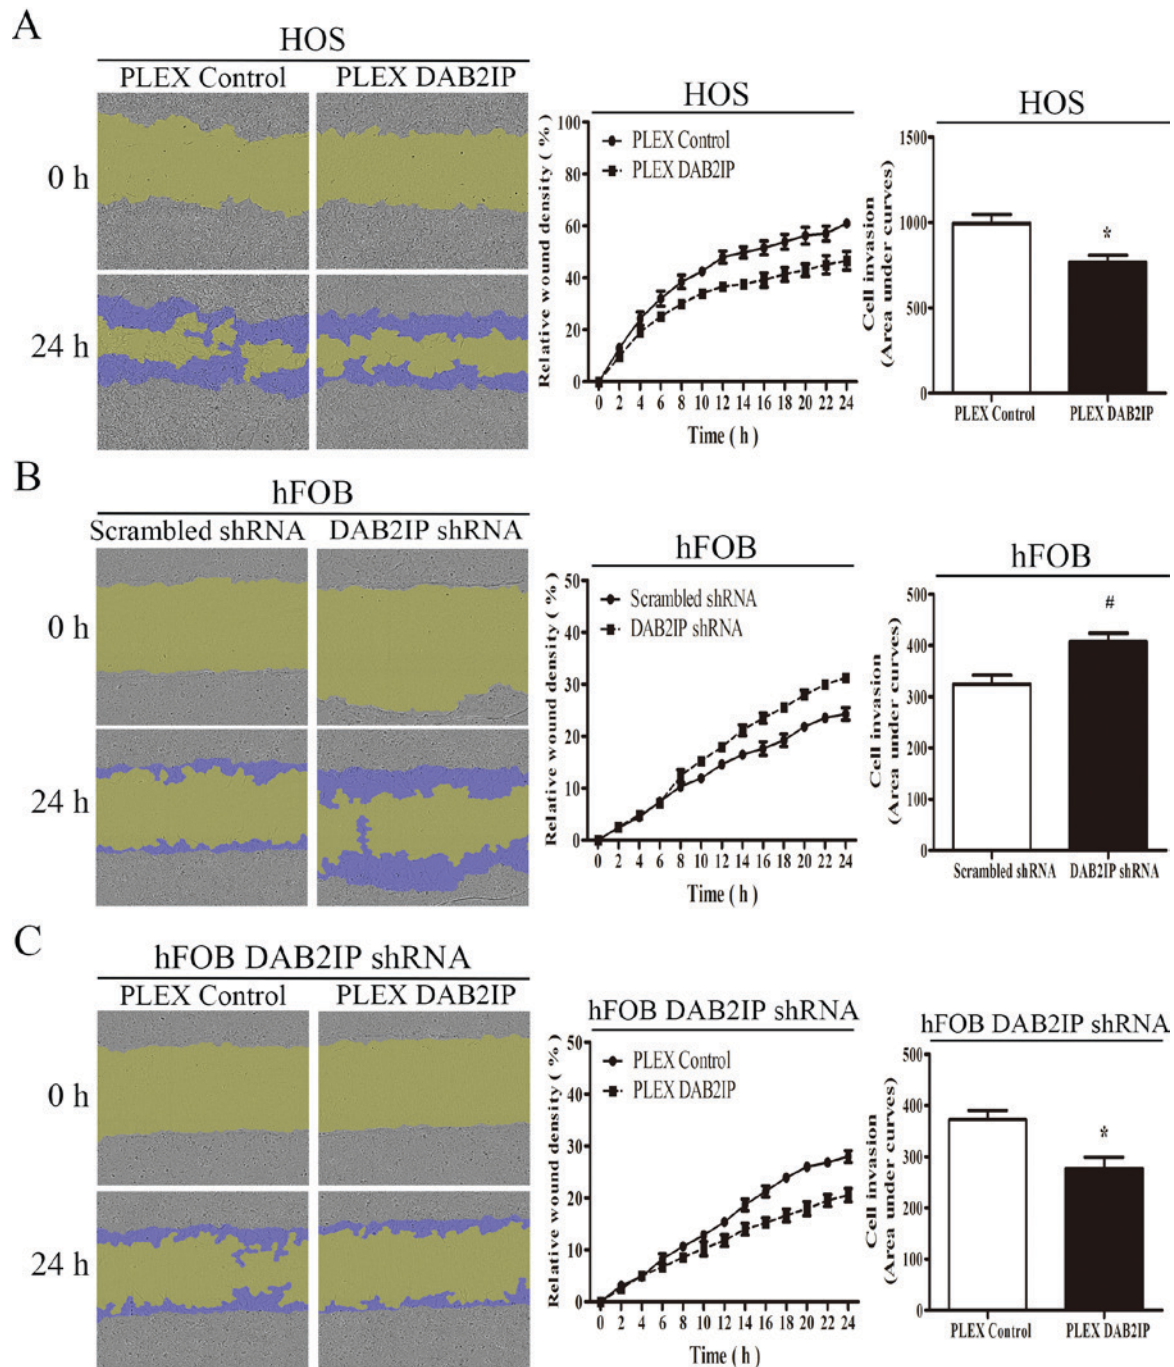 A
HOS
PLEX Control PLEX DAB2IP
0 h
24 h
HOS
Relative wound density ( % )
100
80
60
40
20
0
PLEX Control
PLEX DAB2IP
0 2 4 6 8 10 12 14 16 18 20 22 24
Time ( h )
HOS
Cell invasion
(Area under curves)
1500
1000
500
0
*
PLEX Control PLEX DAB2IP
B
hFOB
Scrambled shRNA DAB2IP shRNA
0 h
24 h
hFOB
Relative wound density ( % )
50
40
30
20
10
0
Scrambled shRNA
DAB2IP shRNA
0 2 4 6 8 10 12 14 16 18 20 22 24
Time ( h )
hFOB
Cell invasion
(Area under curves)
500
400
300
200
100
0
#
Scrambled shRNA DAB2IP shRNA
C
hFOB DAB2IP shRNA
PLEX Control PLEX DAB2IP
0 h
24 h
hFOB DAB2IP shRNA
Relative wound density ( % )
50
40
30
20
10
0
PLEX Control
PLEX DAB2IP
0 2 4 6 8 10 12 14 16 18 20 22 24
Time ( h )
hFOB DAB2IP shRNA
Cell invasion
(Area under curves)
500
400
300
200
100
0
*
PLEX Control PLEX DAB2IP